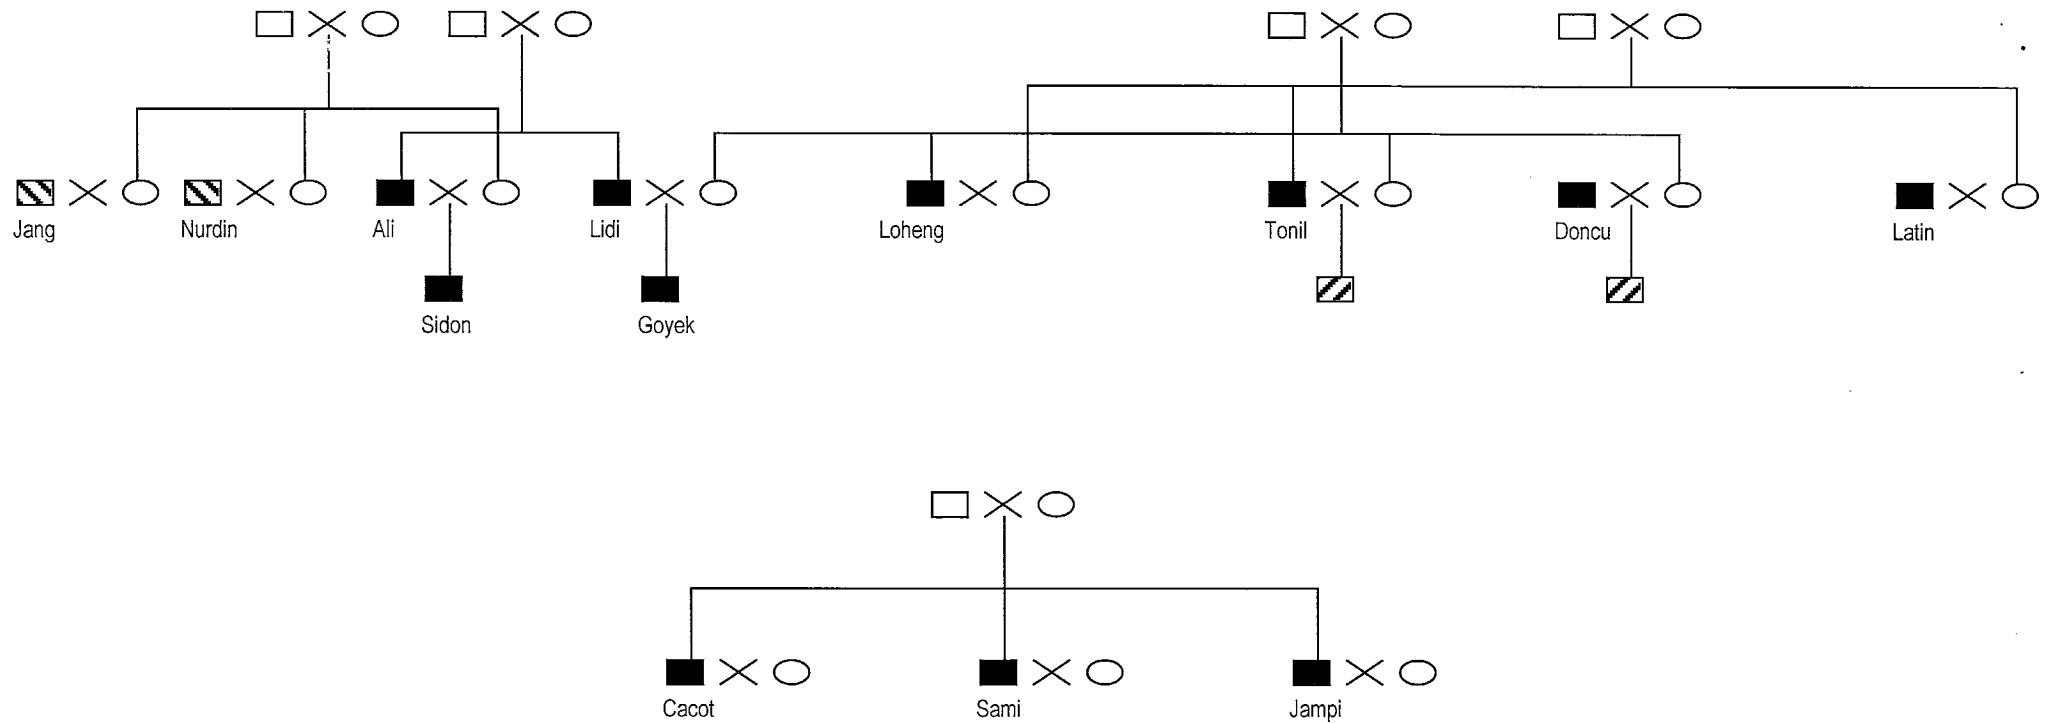 Jang Nurdin Ali Lidi Loheng Tonil Doncu Latin
Sidon Goyek
Cacot Sami Jampi